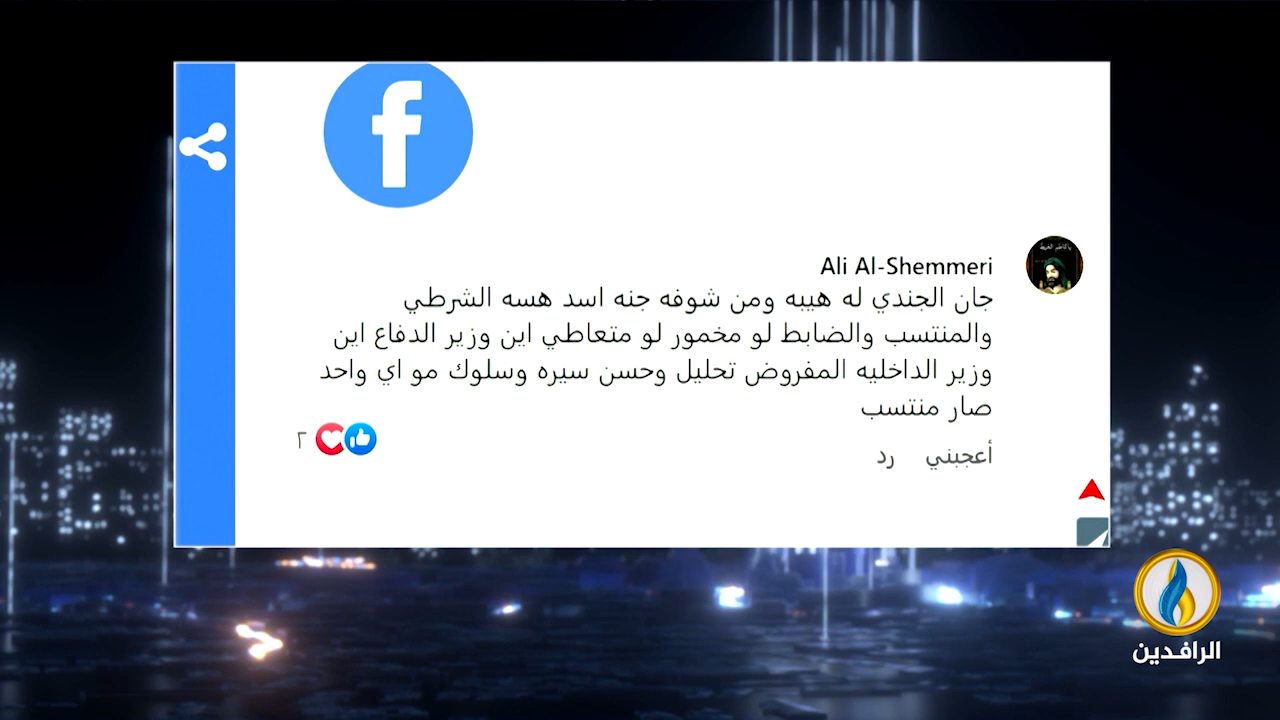 f
Ali Al-Shemmeri
جان الجندي له هيبه ومن شوفه جنه اسد هسه الشرطي
والمنتسب والضابط لو مخمور لو متعاطي اين وزير الدفاع اين
وزير الداخليه المفروض تحليل وحسن سيره وسلوك مو اي واحد
صار منتسب
أعجبني رد
٢
الرافدين